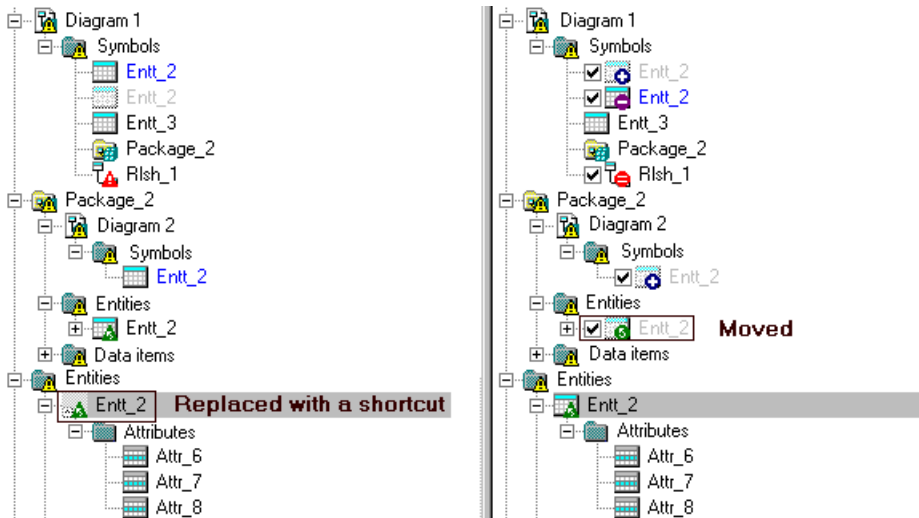 Diagram 1
Symbols
Entt_2
Entt_2
Entt_3
Package_2
Rlsh_1
Package_2
Diagram 2
Symbols
Entt_2
Entities
Entt_2
Data items
Entities
Entt_2 Replaced with a shortcut
Attributes
Attr_6
Attr_7
Attr_8
Diagram 1
Symbols
Entt_2
Entt_2
Entt_3
Package_2
Rlsh_1
Package_2
Diagram 2
Symbols
Entt_2
Entities
Entt_2 Moved
Data items
Entities
Entt_2
Attributes
Attr_6
Attr_7
Attr_8